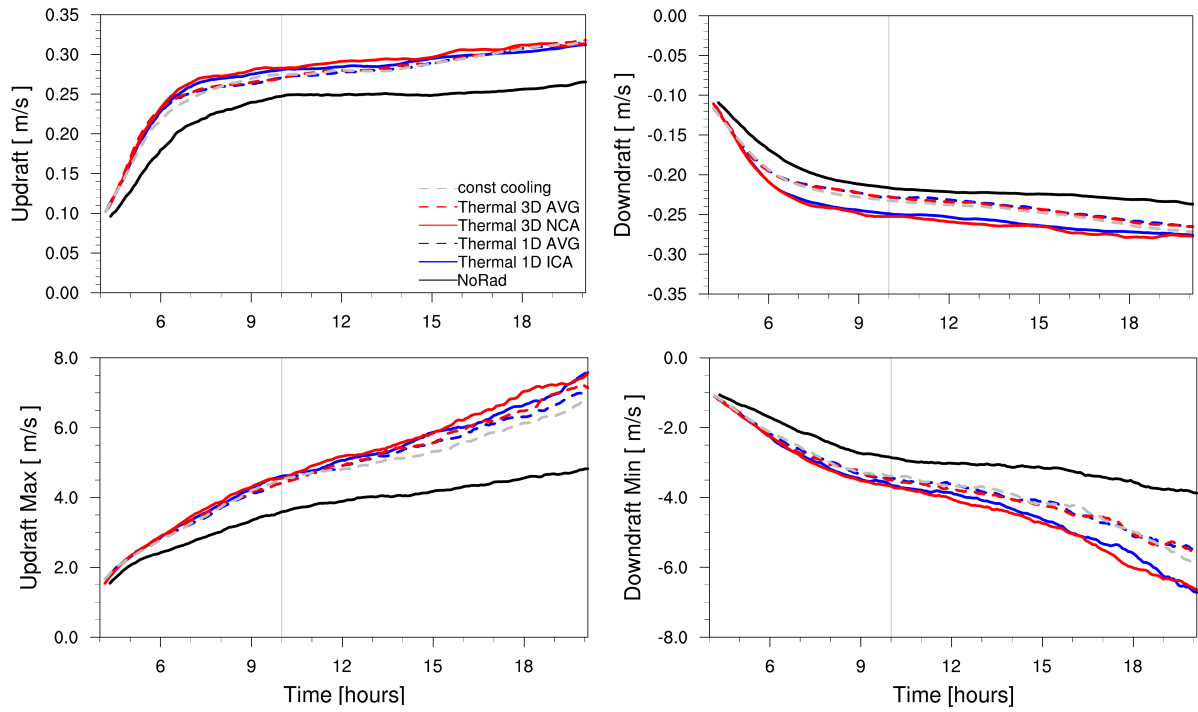 0.35
0.30
0.25
0.20
0.15
0.10
0.05
0.00
Updraft [ m/s ]
6 9 12 15 18
const cooling
Thermal 3D AVG
Thermal 3D NCA
Thermal 1D AVG
Thermal 1D ICA
NoRad
0.00
-0.05
-0.10
-0.15
-0.20
-0.25
-0.30
-0.35
Downdraft [ m/s ]
6 9 12 15 18
8.0
6.0
4.0
2.0
0.0
Updraft Max [ m/s ]
6 9 12 15 18
Time [hours]
0.0
-2.0
-4.0
-6.0
-8.0
Downdraft Min [ m/s ]
6 9 12 15 18
Time [hours]